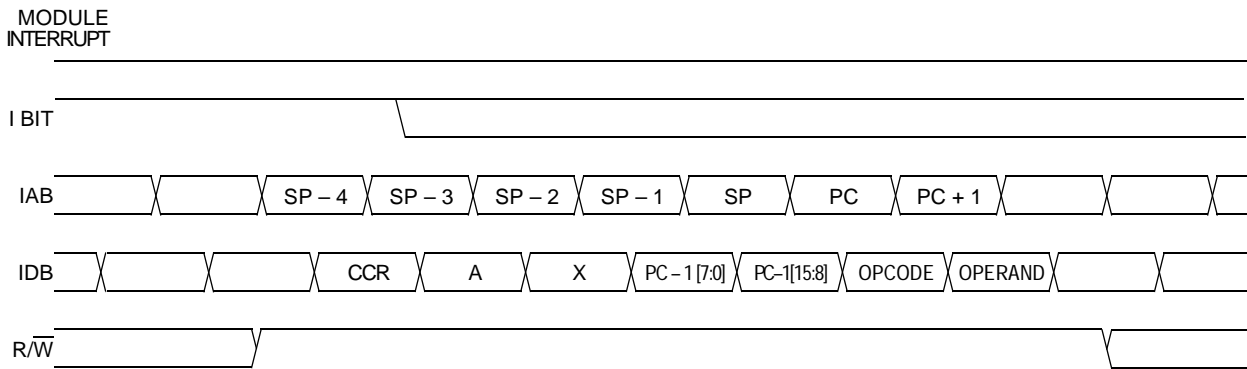 MODULE
INTERRUPT
I BIT
IAB SP – 4 SP – 3 SP – 2 SP – 1 SP PC PC + 1
IDB CCR A X PC – 1 [7:0] PC–1[15:8] OPCODE OPERAND
R/W̅